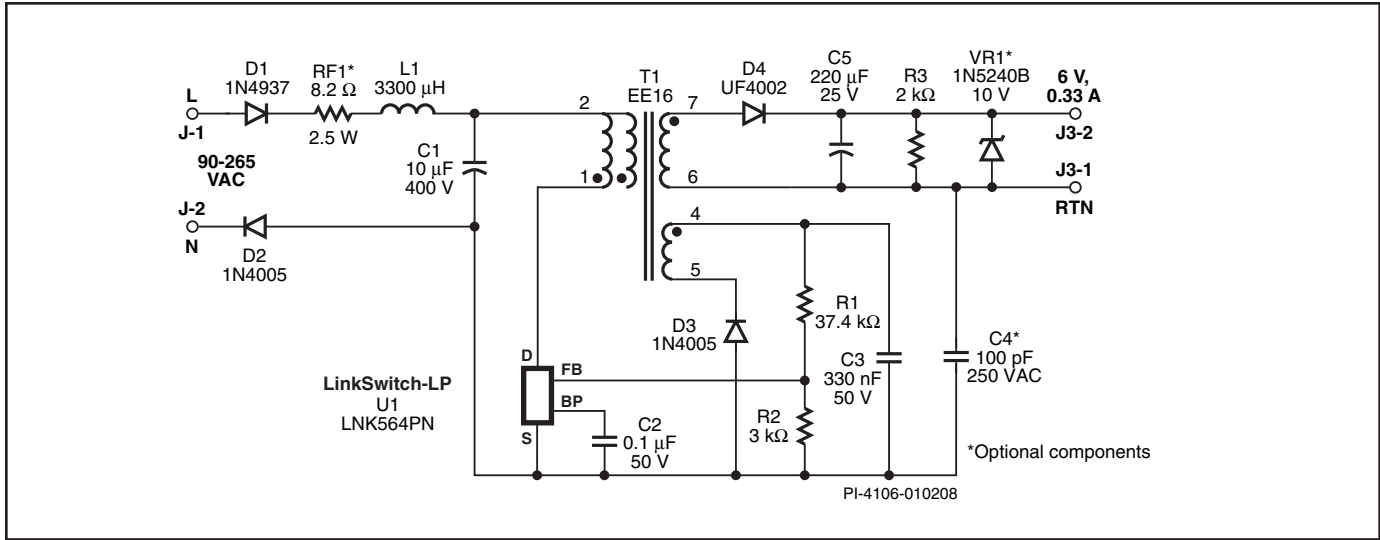 D1
1N4937
RF1*
8.2 Ω
2.5 W
L1
3300 µH
L
J-1
90-265
VAC
J-2
N
D2
1N4005
C1
10 µF
400 V
2
1
T1
EE16
7
6
4
5
D4
UF4002
C5
220 µF
25 V
R3
2 kΩ
VR1*
1N5240B
10 V
6 V,
0.33 A
J3-2
J3-1
RTN
D3
1N4005
R1
37.4 kΩ
C3
330 nF
50 V
C4*
100 pF
250 VAC
LinkSwitch-LP
U1
LNK564PN
D
FB
BP
S
C2
0.1 µF
50 V
R2
3 kΩ
*Optional components
PI-4106-010208